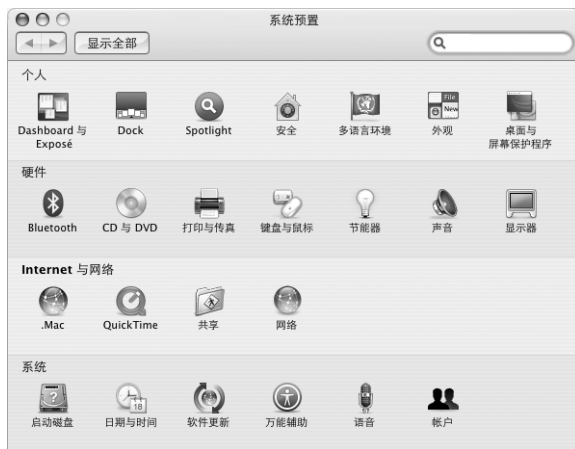 系统预置
显示全部
个人
Dashboard 与
Exposé
Dock
Spotlight
安全
多语言环境
外观
桌面与
屏幕保护程序
File
New
硬件
Bluetooth
CD 与 DVD
打印与传真
键盘与鼠标
节能器
声音
显示器
Internet 与网络
.Mac
QuickTime
共享
网络
系统
启动磁盘
日期与时间
软件更新
万能辅助
语音
帐户
?
18